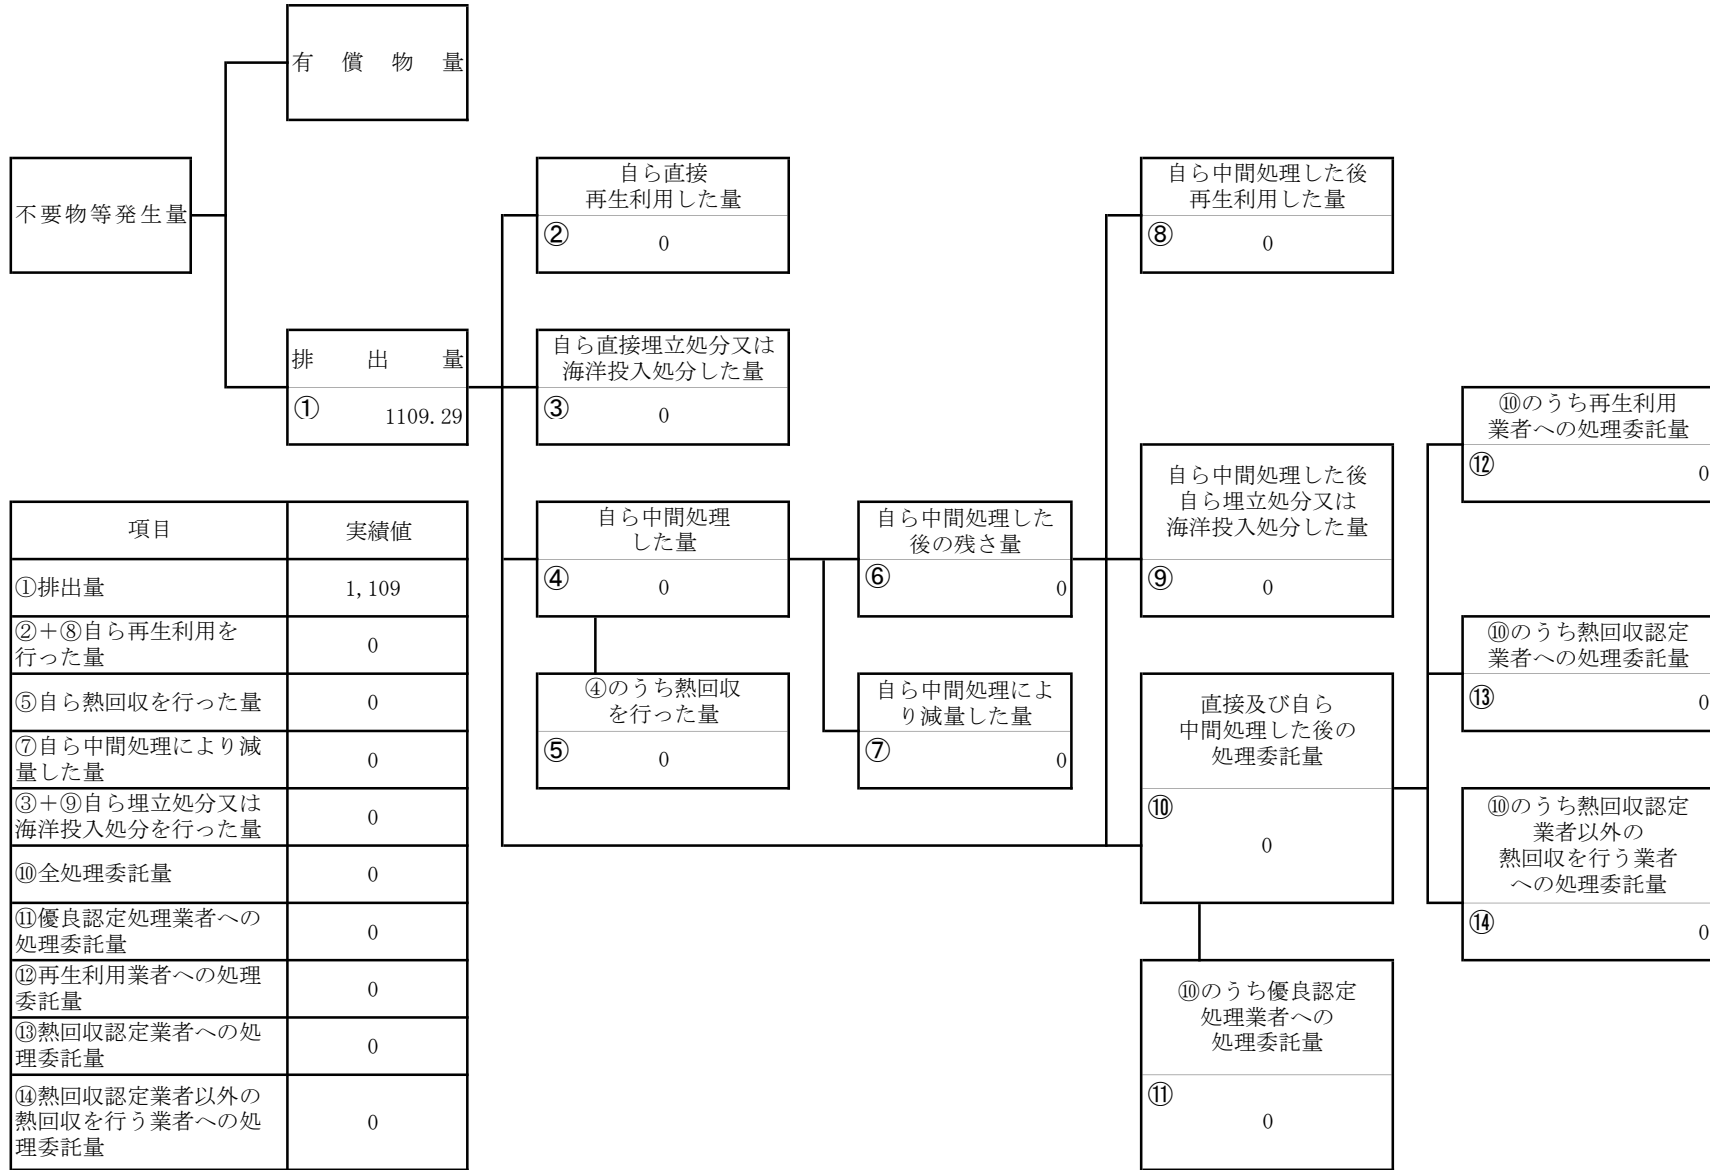 有償物量
不要物等発生量
排出量
①
1109.29
自ら直接
再生利用した量
②
0
自ら直接埋立処分又は
海洋投入処分した量
③
0
自ら中間処理
した量
④
0
④のうち熱回収
を行った量
⑤
0
自ら中間処理した
後の残さ量
⑥
0
自ら中間処理によ
り減量した量
⑦
0
自ら中間処理した後
再生利用した量
⑧
0
自ら中間処理した後
自ら埋立処分又は
海洋投入処分した量
⑨
0
直接及び自ら
中間処理した後の
処理委託量
⑩
0
⑩のうち優良認定
処理業者への
処理委託量
⑪
0
⑩のうち再生利用
業者への処理委託量
⑫
0
⑩のうち熱回収認定
業者への処理委託量
⑬
0
⑩のうち熱回収認定
業者以外の
熱回収を行う業者
への処理委託量
⑭
0
項目 実績値
①排出量 1,109
②＋⑧自ら再生利用を
行った量 0
⑤自ら熱回収を行った量 0
⑦自ら中間処理により減
量した量 0
③＋⑨自ら埋立処分又は
海洋投入処分を行った量 0
⑩全処理委託量 0
⑪優良認定処理業者への
処理委託量 0
⑫再生利用業者への処理
委託量 0
⑬熱回収認定業者への処
理委託量 0
⑭熱回収認定業者以外の
熱回収を行う業者への処
理委託量 0